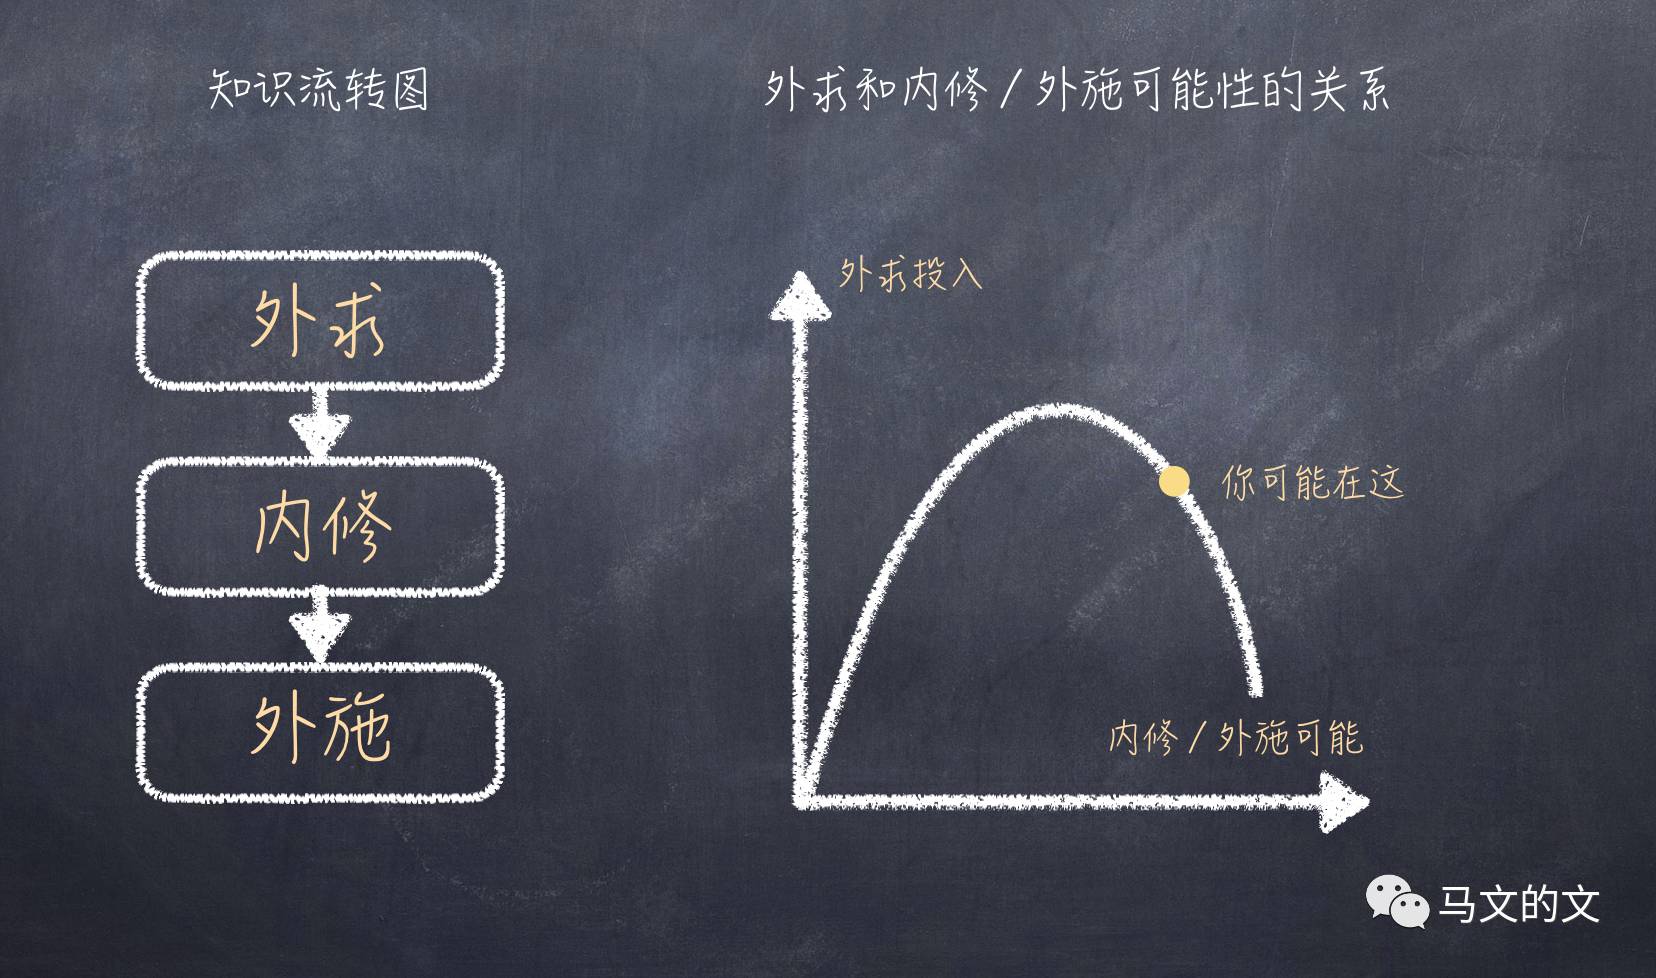 知识流转图
外求
内修
外施
外求和内修/外施可能性的关系
外求投入
你可能在这
内修/外施可能
马文的文